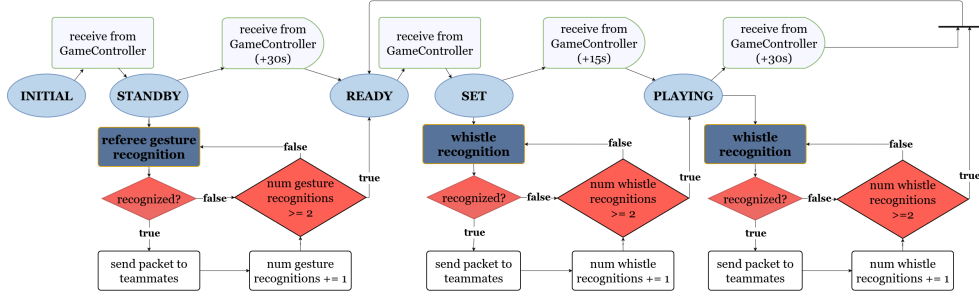 receive from
GameController
receive from
GameController
(+30s)
receive from
GameController
receive from
GameController
(+15s)
receive from
GameController
(+30s)
INITIAL
STANDBY
READY
SET
PLAYING
referee gesture
recognition
false
recognized?
false
num gesture
recognitions
>= 2
true
true
send packet to
teammates
num gesture
recognitions += 1
whistle
recognition
false
recognized?
false
num whistle
recognitions
>= 2
true
true
send packet to
teammates
num whistle
recognitions += 1
whistle
recognition
false
recognized?
false
num whistle
recognitions
>=2
true
true
send packet to
teammates
num whistle
recognitions += 1